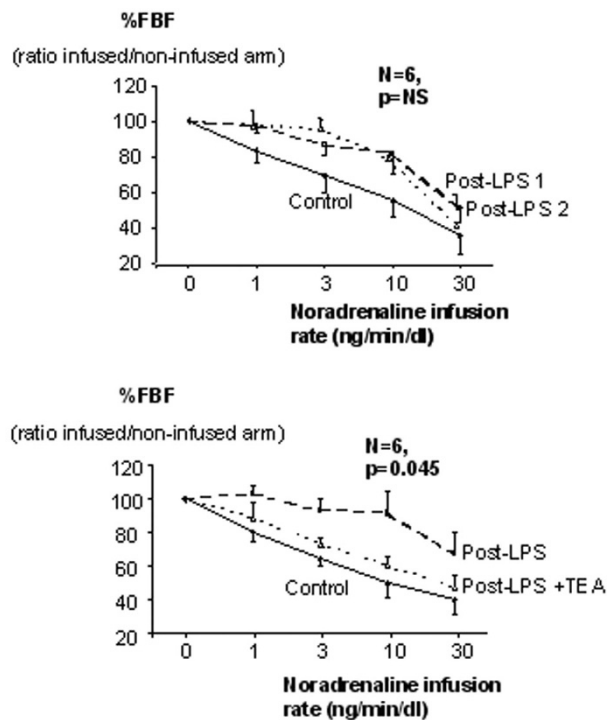 %FBF
(ratio infused/non-infused arm)
N=6,
p=NS
120
100
80
60
40
20
Control
Post-LPS 1
Post-LPS 2
0 1 3 10 30
Noradrenaline infusion
rate (ng/min/dl)
%FBF
(ratio infused/non-infused arm)
N=6,
p=0.045
120
100
80
60
40
20
Post-LPS
Post-LPS +TEA
Control
0 1 3 10 30
Noradrenaline infusion
rate (ng/min/dl)